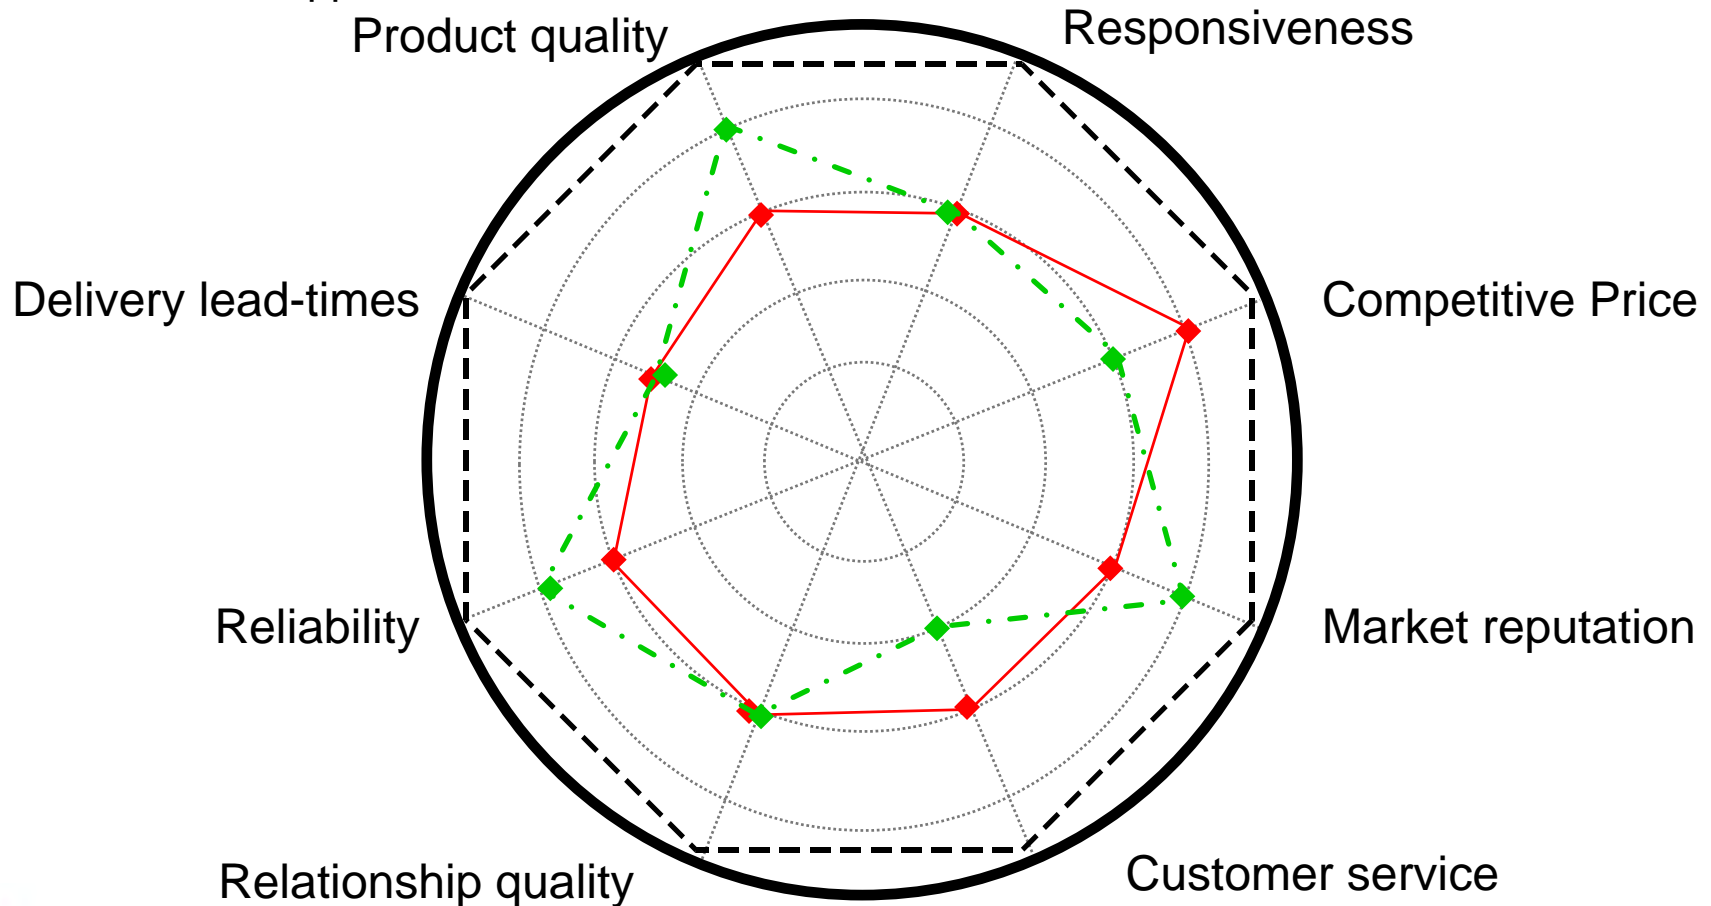 Product quality
Responsiveness
Delivery lead-times
Competitive Price
Reliability
Market reputation
Relationship quality
Customer service